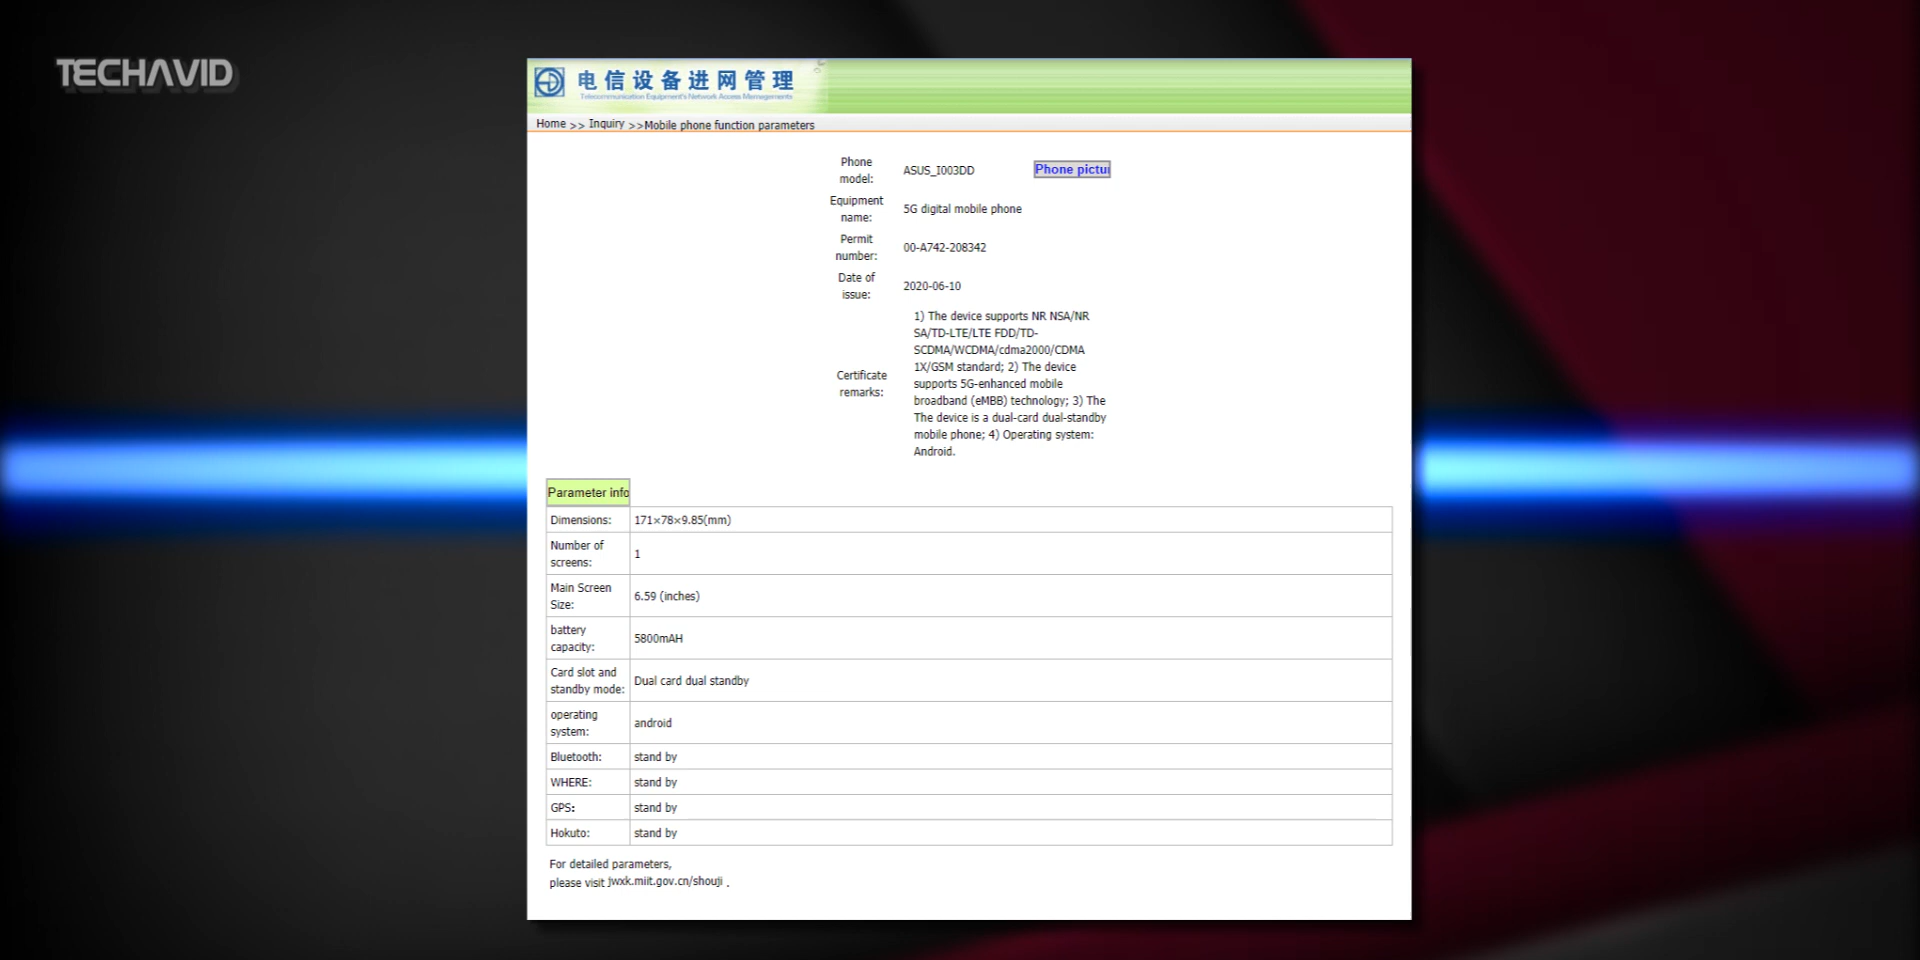 TECHAVID
电信设备进网管理
Telecommunication Equipment's Network Access Memegements
Home >> Inquiry >>Mobile phone function parameters
Phone model: ASUS_I003DD Phone pictu
Equipment name: 5G digital mobile phone
Permit number: 00-A742-208342
Date of issue: 2020-06-10
Certificate remarks:
1) The device supports NR NSA/NR
SA/TD-LTE/LTE FDD/TD-
SCDMA/WCDMA/cdma2000/CDMA
1X/GSM standard; 2) The device
supports 5G-enhanced mobile
broadband (eMBB) technology; 3) The
The device is a dual-card dual-standby
mobile phone; 4) Operating system:
Android.
Parameter info
Dimensions: 171×78×9.85(mm)
Number of screens: 1
Main Screen Size: 6.59 (inches)
battery capacity: 5800mAH
Card slot and standby mode: Dual card dual standby
operating system: android
Bluetooth: stand by
WHERE: stand by
GPS: stand by
Hokuto: stand by
For detailed parameters,
please visit jwxk.miit.gov.cn/shouji .